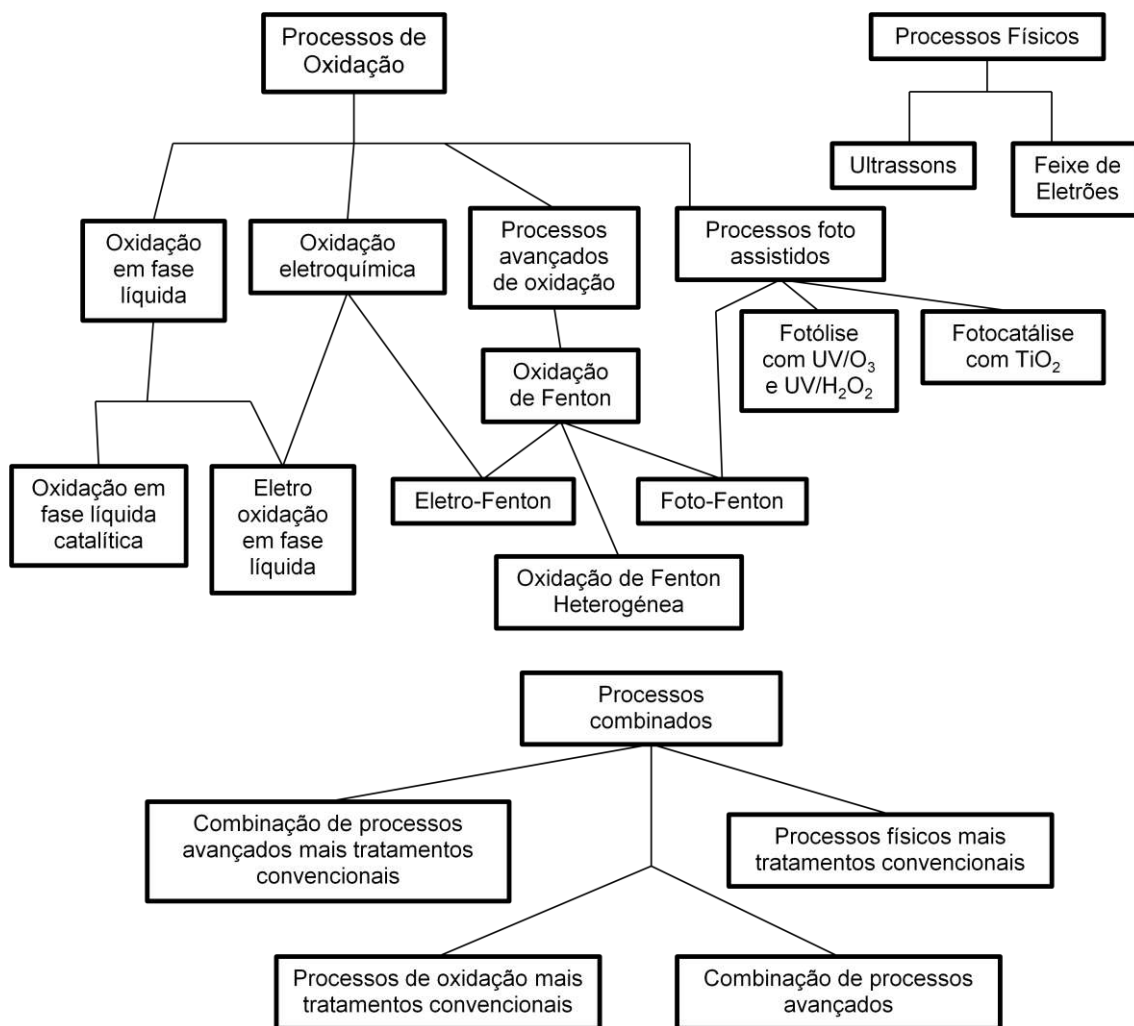 Processos de
Oxidação
Processos Físicos
Ultrassons
Feixe de
Eletrões
Oxidação
em fase
líquida
Oxidação
eletroquímica
Processos
avançados
de oxidação
Processos foto
assistidos
Fotólise
com UV/O₃
e UV/H₂O₂
Fotocatálise
com TiO₂
Oxidação
de Fenton
Oxidação em
fase líquida
catalítica
Eletro
oxidação
em fase
líquida
Eletro-Fenton
Foto-Fenton
Oxidação de Fenton
Heterogénea
Processos
combinados
Combinação de processos
avançados mais tratamentos
convencionais
Processos físicos mais
tratamentos convencionais
Processos de oxidação mais
tratamentos convencionais
Combinação de processos
avançados